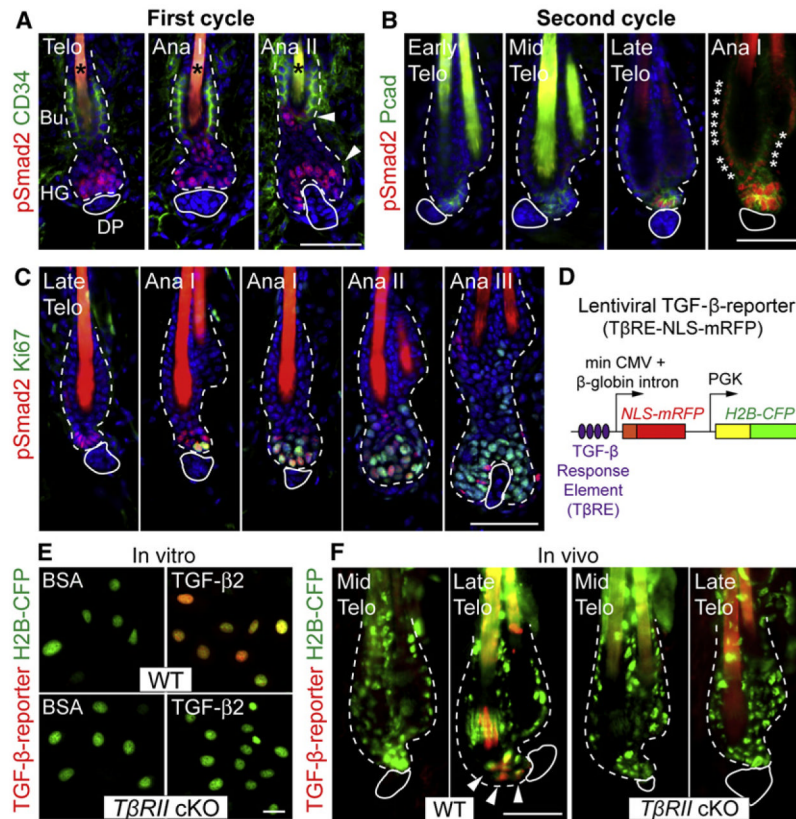 First cycle
Second cycle
A
Telo
Ana I
Ana II
pSmad2 CD34
Bu
HG
DP
*
*
*
B
Early Telo
Mid Telo
Late Telo
Ana I
pSmad2 Pcad
C
Late Telo
Ana I
Ana I
Ana II
Ana III
pSmad2 Ki67
D
Lentiviral TGF-β-reporter
(TβRE-NLS-mRFP)
min CMV +
β-globin intron
PGK
NLS-mRFP
H2B-CFP
TGF-β
Response
Element
(TβRE)
E
In vitro
BSA
TGF-β2
WT
BSA
TGF-β2
TβRII cKO
TGF-β-reporter H2B-CFP
F
In vivo
Mid Telo
Late Telo
Mid Telo
Late Telo
WT
TβRII cKO
TGF-β-reporter H2B-CFP